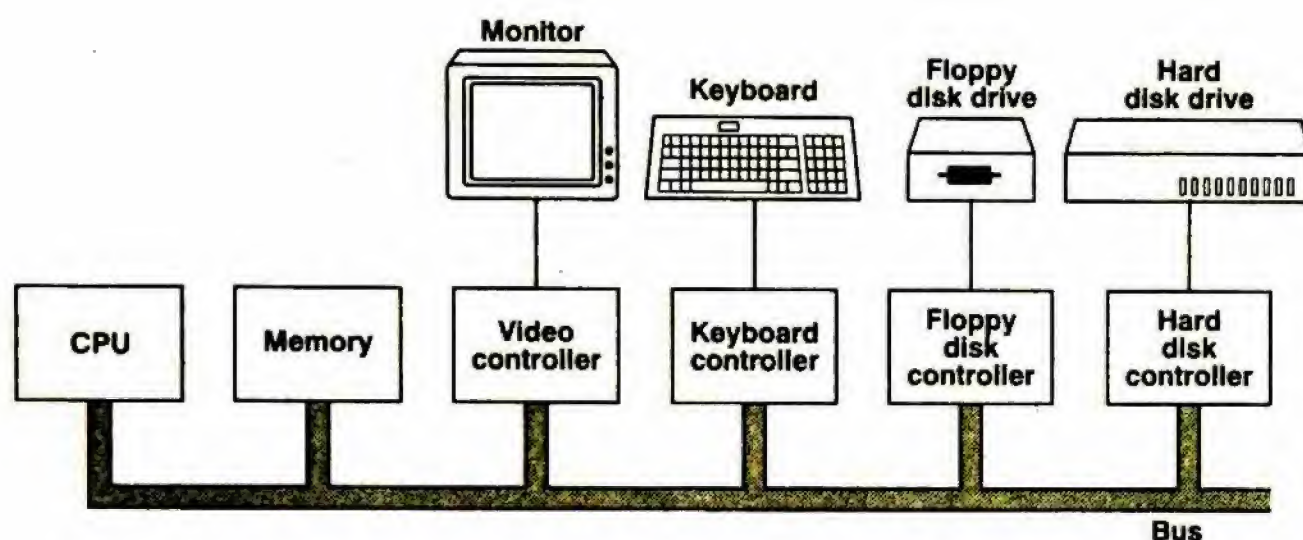 Monitor
Keyboard
Floppy
disk drive
Hard
disk drive
CPU
Memory
Video
controller
Keyboard
controller
Floppy
disk
controller
Hard
disk
controller
Bus